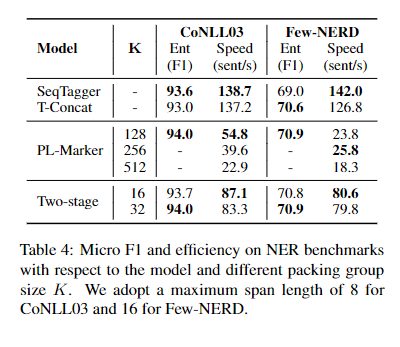 CoNLL03 Few-NERD
Model K Ent Speed Ent Speed
(F1) (sent/s) (F1) (sent/s)
SeqTagger - 93.6 138.7 69.0 142.0
T-Concat - 93.0 137.2 70.6 126.8
128 94.0 54.8 70.9 23.8
PL-Marker 256 - 39.6 - 25.8
512 - 22.9 - 18.3
Two-stage 16 93.7 87.1 70.8 80.6
32 94.0 83.3 70.9 79.8
Table 4: Micro F1 and efficiency on NER benchmarks
with respect to the model and different packing group
size K. We adopt a maximum span length of 8 for
CoNLL03 and 16 for Few-NERD.